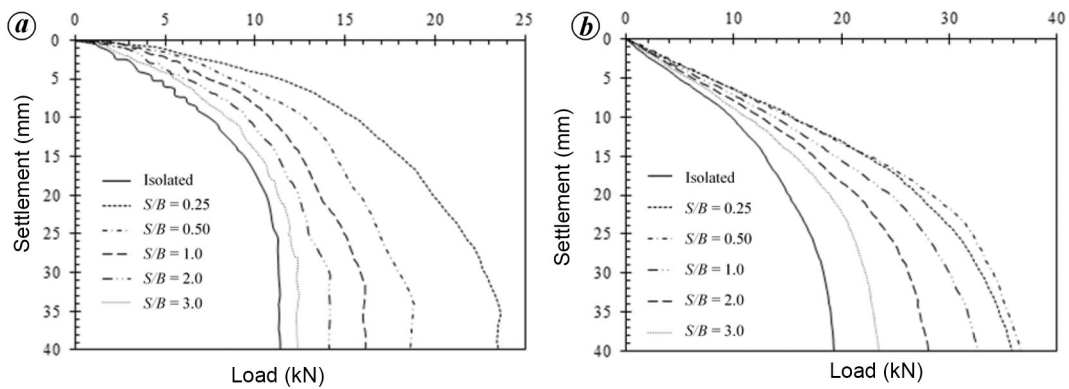 a
0 5 10 15 20 25
0
5
10
15
20
25
30
35
40
Settlement (mm)
Isolated
S/B = 0.25
S/B = 0.50
S/B = 1.0
S/B = 2.0
S/B = 3.0
Load (kN)
b
0 10 20 30 40
0
5
10
15
20
25
30
35
40
Settlement (mm)
Isolated
S/B = 0.25
S/B = 0.50
S/B = 1.0
S/B = 2.0
S/B = 3.0
Load (kN)